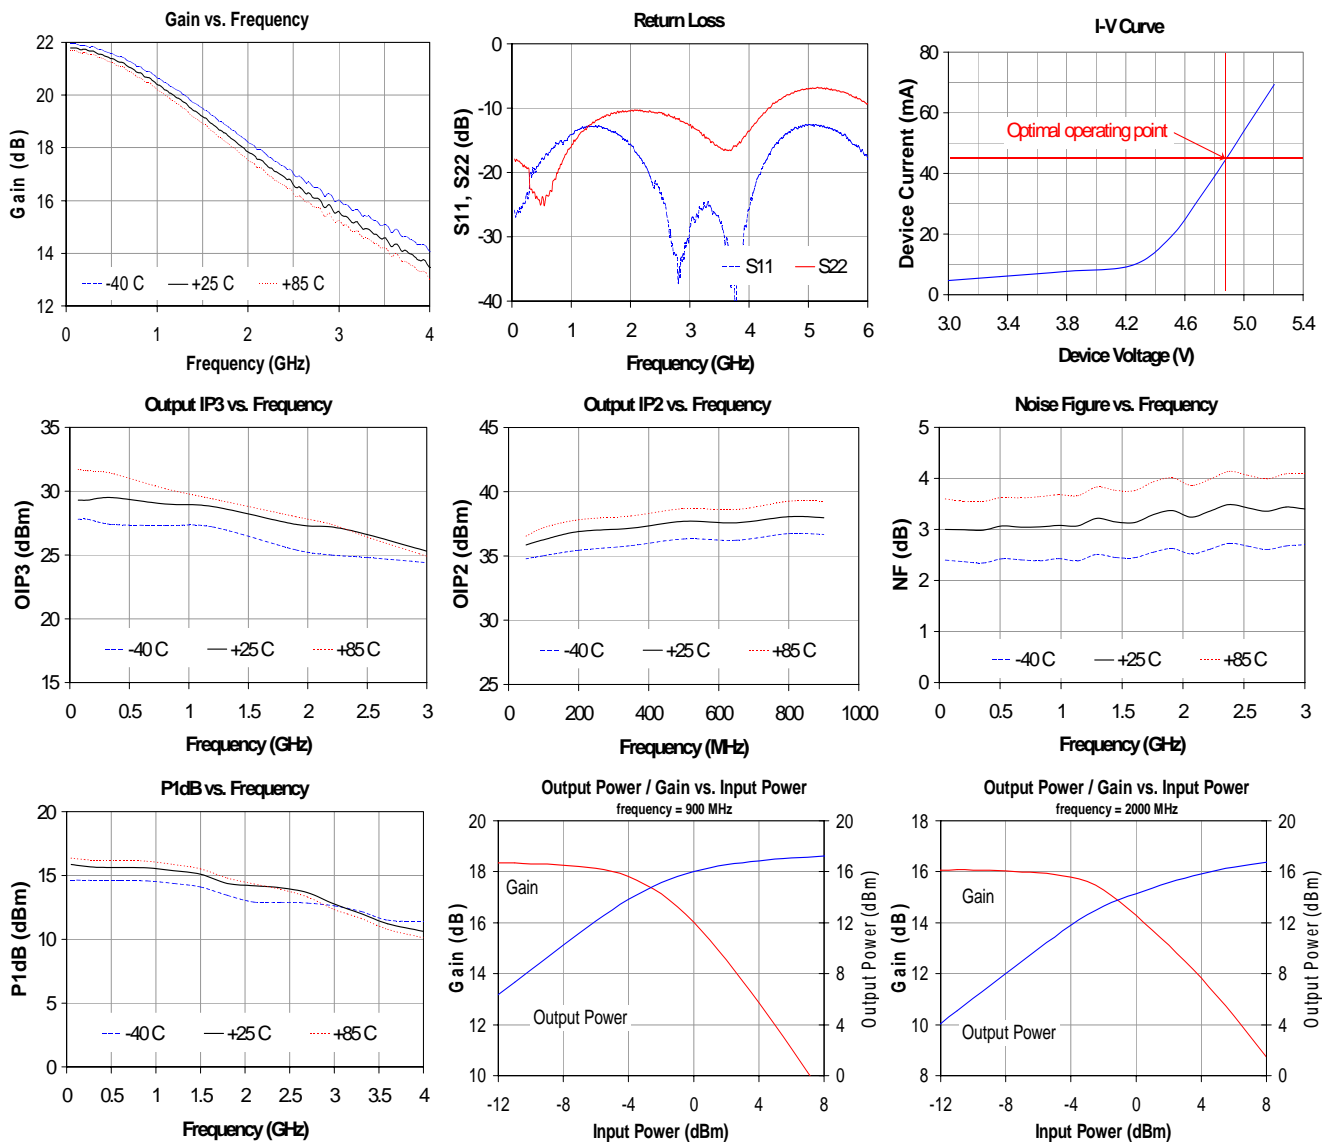 Gain vs. Frequency
22
20
18
16
14
12
Gain (dB)
-40 C
+25 C
+85 C
0 1 2 3 4
Frequency (GHz)
Return Loss
0
-10
-20
-30
-40
S11, S22 (dB)
S11
S22
0 1 2 3 4 5 6
Frequency (GHz)
I-V Curve
80
60
40
20
0
Device Current (mA)
Optimal operating point
3.0 3.4 3.8 4.2 4.6 5.0 5.4
Device Voltage (V)
Output IP3 vs. Frequency
35
30
25
20
15
OIP3 (dBm)
-40 C
+25 C
+85 C
0 0.5 1 1.5 2 2.5 3
Frequency (GHz)
Output IP2 vs. Frequency
45
40
35
30
25
OIP2 (dBm)
-40 C
+25 C
+85 C
0 200 400 600 800 1000
Frequency (MHz)
Noise Figure vs. Frequency
5
4
3
2
1
0
NF (dB)
-40 C
+25 C
+85 C
0 0.5 1 1.5 2 2.5 3
Frequency (GHz)
P1dB vs. Frequency
20
15
10
5
0
P1dB (dBm)
-40 C
+25 C
+85 C
0 0.5 1 1.5 2 2.5 3 3.5 4
Frequency (GHz)
Output Power / Gain vs. Input Power
frequency = 900 MHz
20
18
16
14
12
10
Gain (dB)
Gain
Output Power
20
16
12
8
4
0
Output Power (dBm)
-12 -8 -4 0 4 8
Input Power (dBm)
Output Power / Gain vs. Input Power
frequency = 2000 MHz
18
16
14
12
10
8
Gain (dB)
Gain
Output Power
20
16
12
8
4
0
Output Power (dBm)
-12 -8 -4 0 4 8
Input Power (dBm)